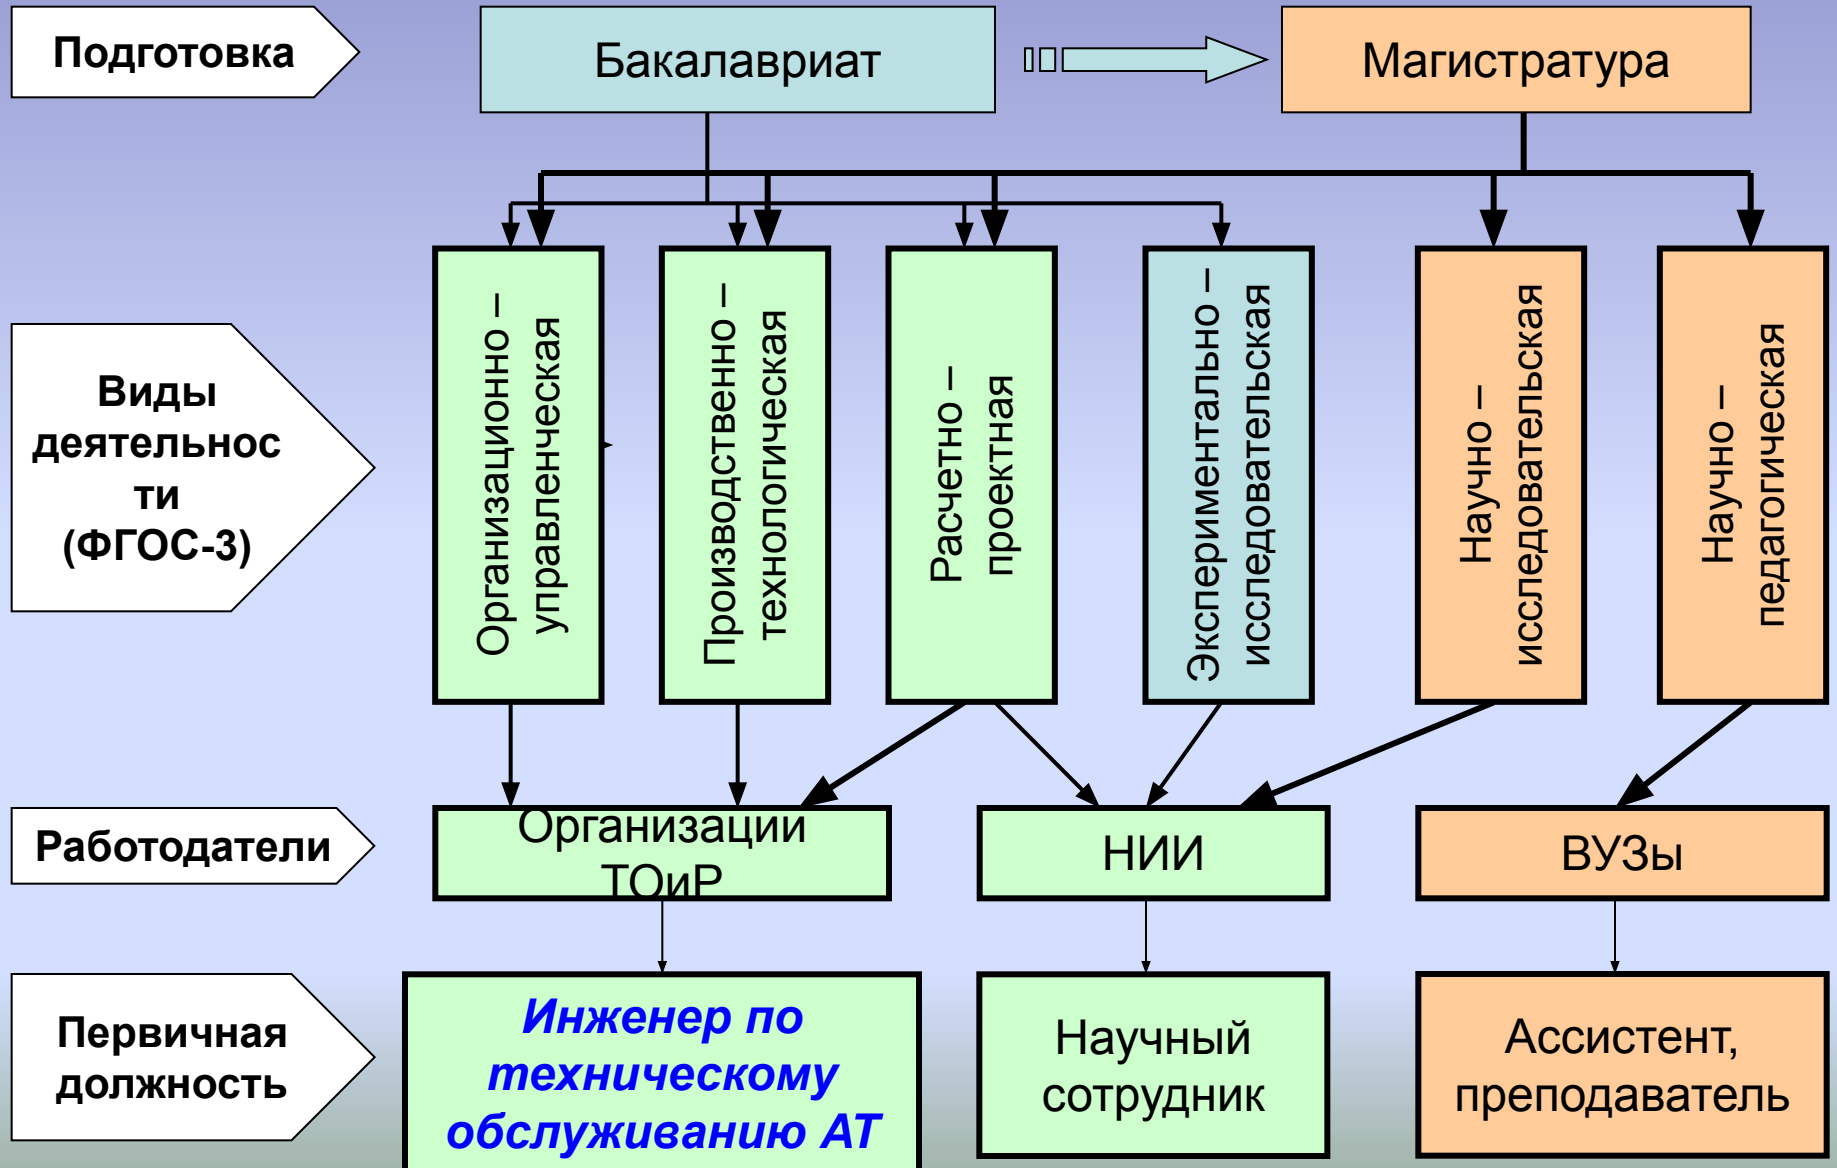 Подготовка
Бакалавриат
Магистратура
Виды
деятельнос
ти
(ФГОС-3)
Организационно –
управленческая
Производственно –
технологическая
Расчетно –
проектная
Экспериментально –
исследовательская
Научно –
исследовательская
Научно –
педагогическая
Работодатели
Организации
ТОиР
НИИ
ВУЗы
Первичная
должность
Инженер по
техническому
обслуживанию АТ
Научный
сотрудник
Ассистент,
преподаватель